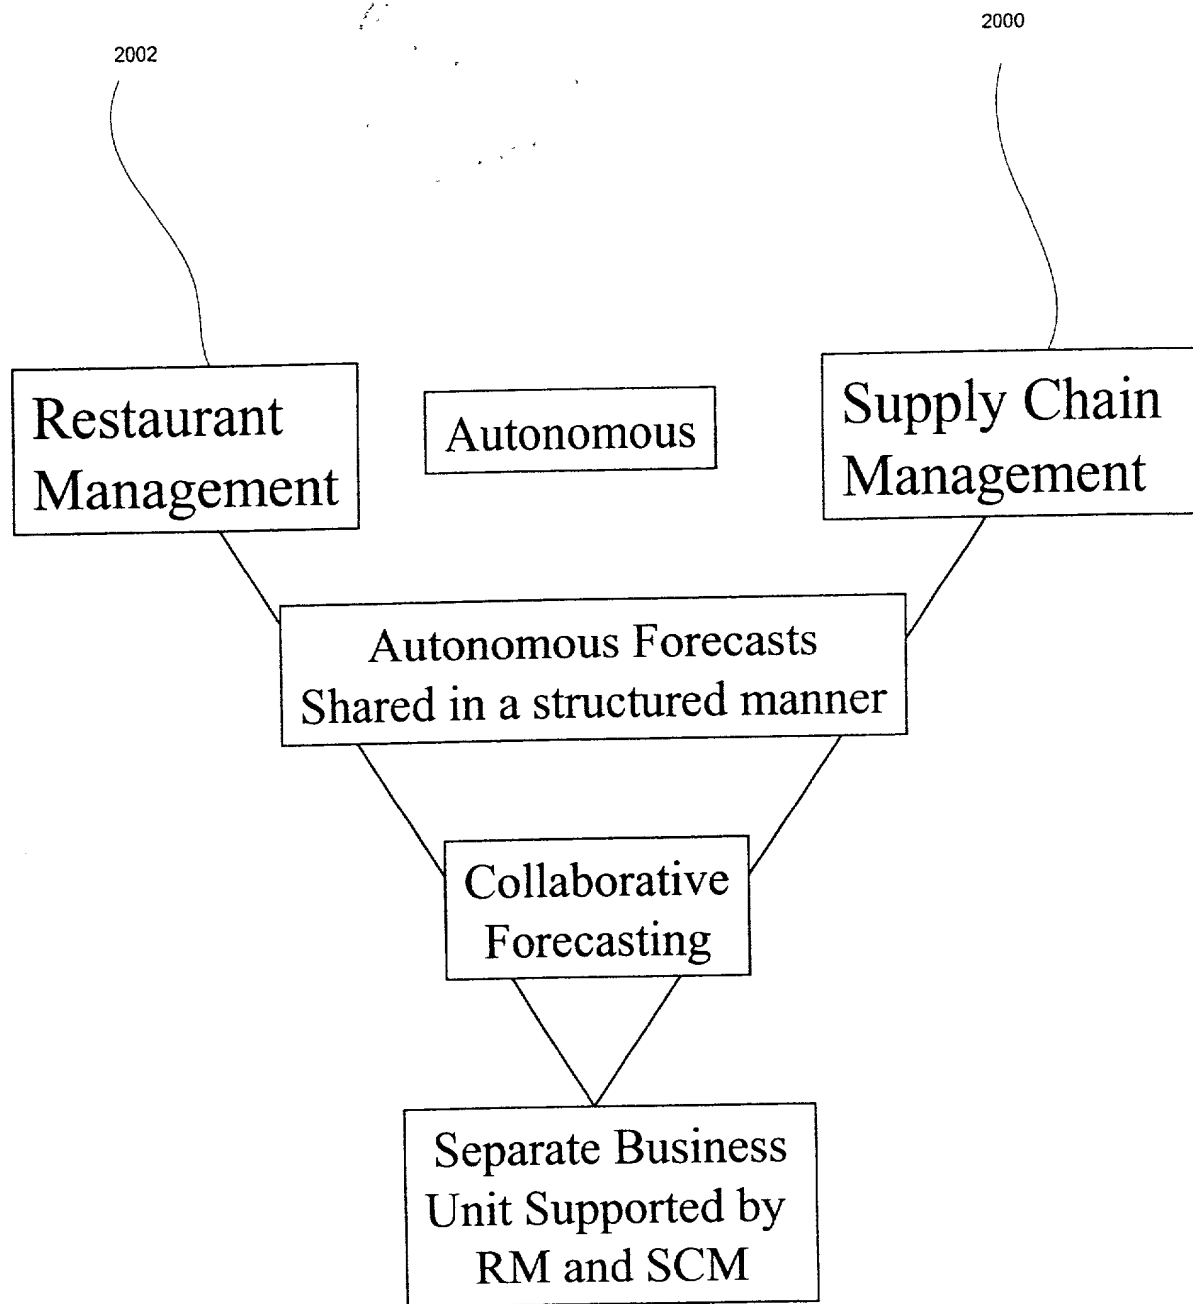 2002
2000
Restaurant
Management
Autonomous
Supply Chain
Management
Autonomous Forecasts
Shared in a structured manner
Collaborative
Forecasting
Separate Business
Unit Supported by
RM and SCM